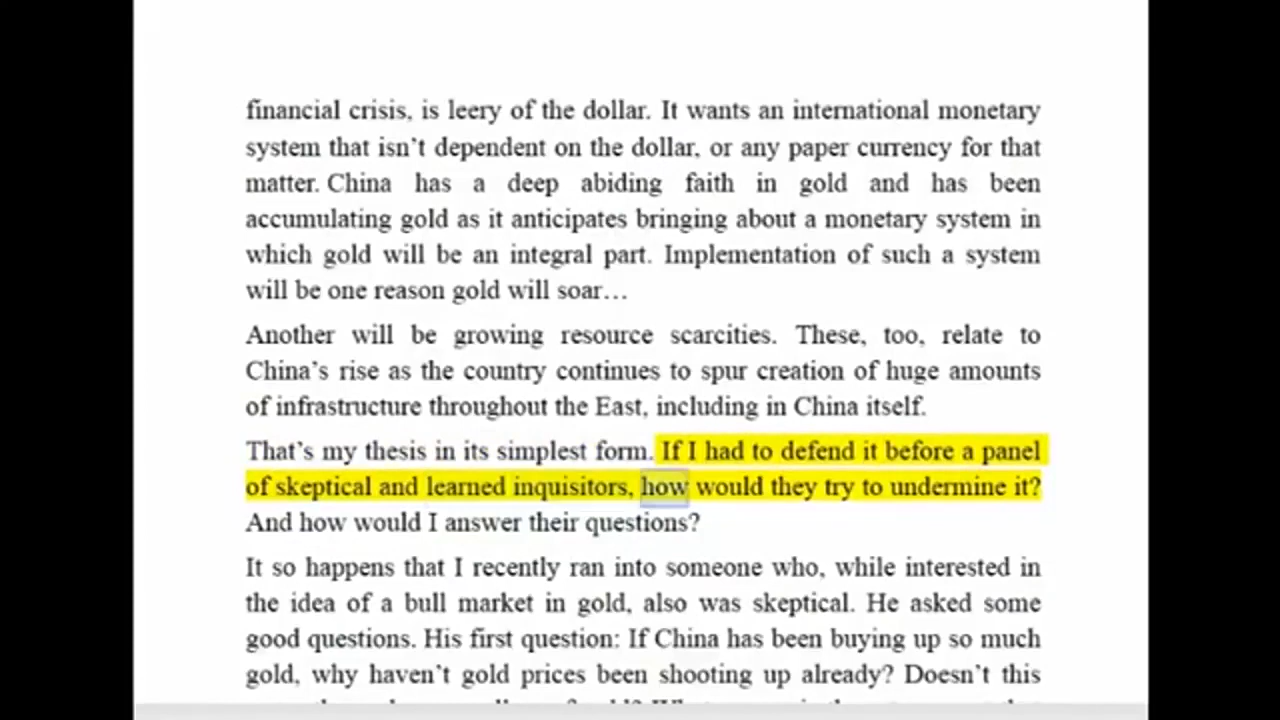 financial crisis, is leery of the dollar. It wants an international monetary
system that isn't dependent on the dollar, or any paper currency for that
matter. China has a deep abiding faith in gold and has been
accumulating gold as it anticipates bringing about a monetary system in
which gold will be an integral part. Implementation of such a system
will be one reason gold will soar…
Another will be growing resource scarcities. These, too, relate to
China's rise as the country continues to spur creation of huge amounts
of infrastructure throughout the East, including in China itself.
That's my thesis in its simplest form. If I had to defend it before a panel
of skeptical and learned inquisitors, how would they try to undermine it?
And how would I answer their questions?
It so happens that I recently ran into someone who, while interested in
the idea of a bull market in gold, also was skeptical. He asked some
good questions. His first question: If China has been buying up so much
gold, why haven't gold prices been shooting up already? Doesn't this